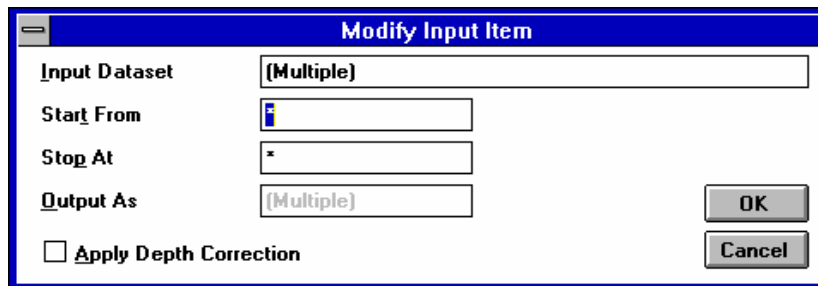 Modify Input Item
Input Dataset (Multiple)
Start From *
Stop At *
Output As (Multiple)
OK
Apply Depth Correction
Cancel